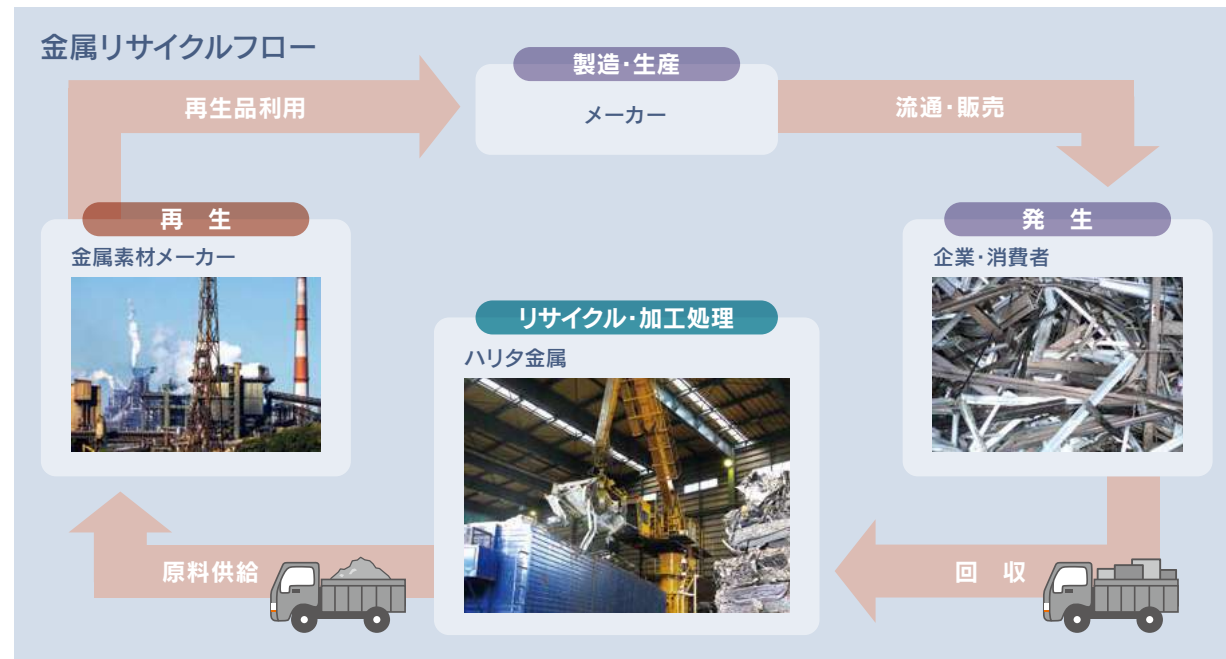 金属リサイクルフロー
製造・生産
メーカー
再生品利用
流通・販売
再　生
金属素材メーカー
発　生
企業・消費者
リサイクル・加工処理
ハリタ金属
原料供給
回　収